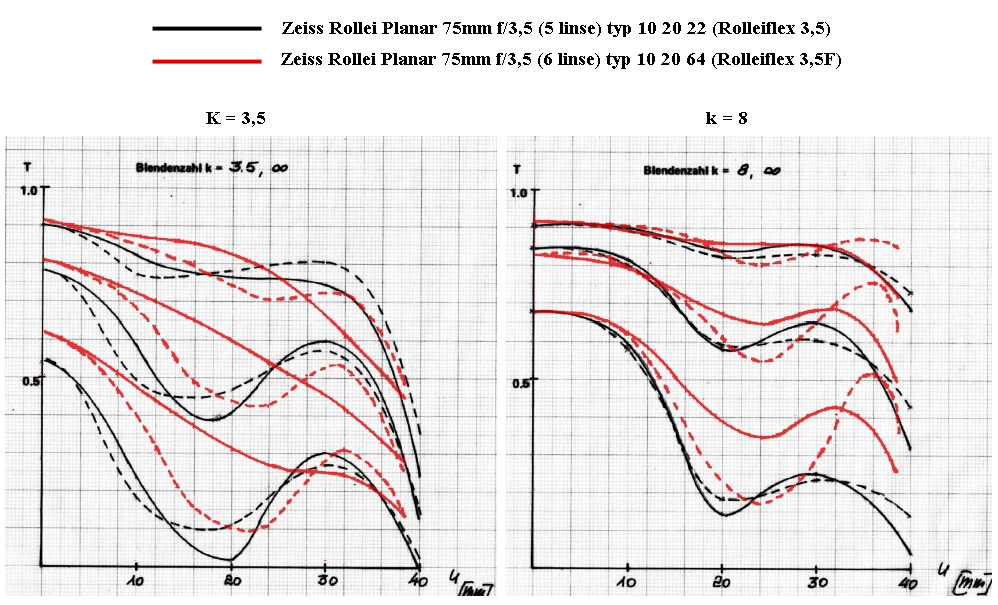 Zeiss Rollei Planar 75mm f/3,5 (5 linse) typ 10 20 22 (Rolleiflex 3,5)
Zeiss Rollei Planar 75mm f/3,5 (6 linse) typ 10 20 64 (Rolleiflex 3,5F)
K = 3,5
k = 8
T
Blendenzahl k = 3.5, ∞
1.0
0.5
10
20
30
40
u
[mm]
T
Blendenzahl k = 8, ∞
1.0
0.5
10
20
30
40
u
[mm]